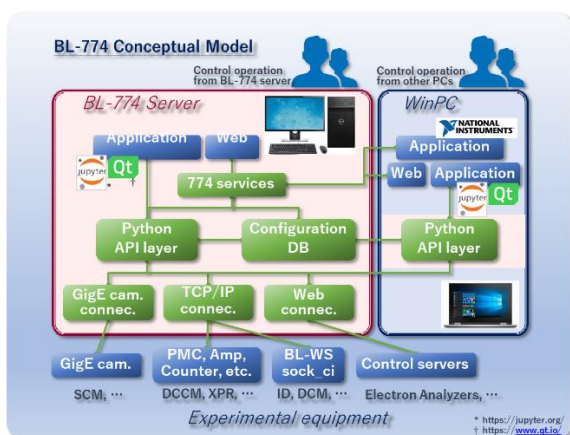 BL-774 Conceptual Model
Control operation
from BL-774 server
Control operation
from other PCs
BL-774 Server
WinPC
NATIONAL
INSTRUMENTS
Application
Web
Application
jupyter
Qt
*
†
774 services
Web
Application
jupyter
Qt
Python
API layer
Configuration
DB
Python
API layer
GigE cam.
connec.
TCP/IP
connec.
Web
connec.
GigE cam.
PMC, Amp,
Counter, etc.
BL-WS
sock_ci
Control servers
SCM, ⋯
DCCM, XPR, ⋯
ID, DCM, ⋯
Electron Analyzers, ⋯
Experimental equipment
* https://jupyter.org/
† https://www.qt.io/